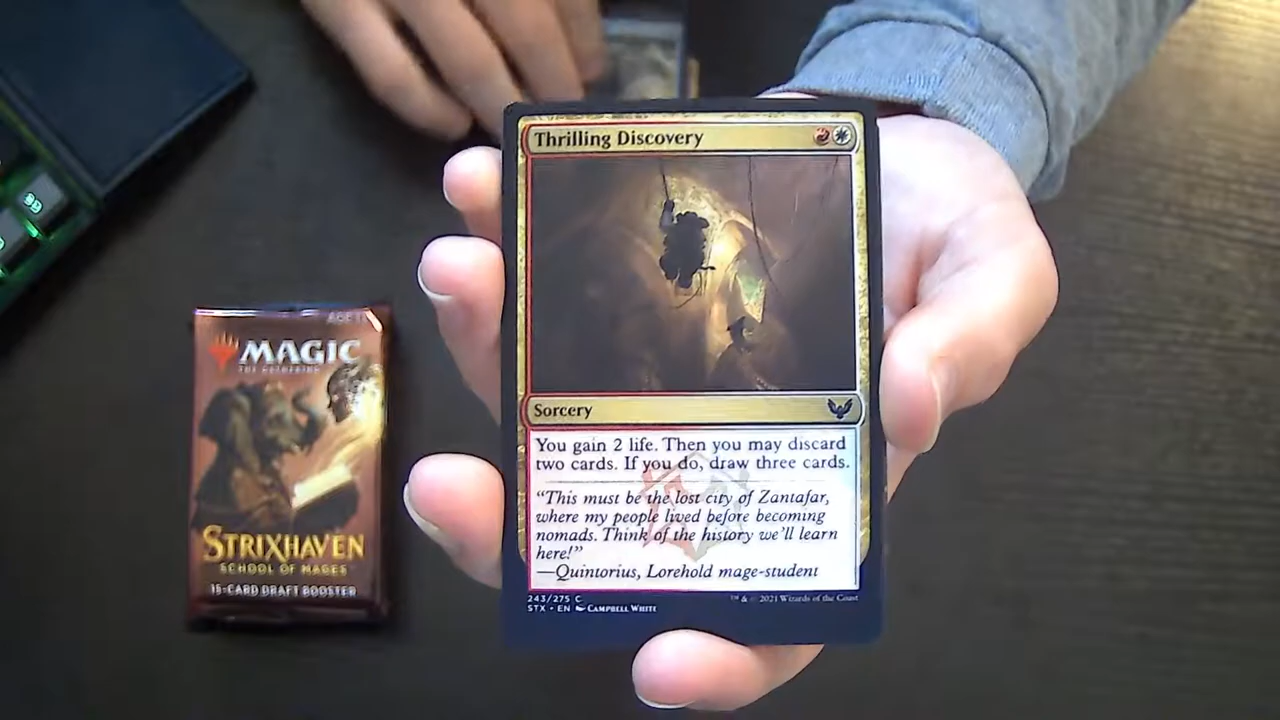 Thrilling Discovery
Sorcery
You gain 2 life. Then you may discard
two cards. If you do, draw three cards.
“This must be the lost city of Zantafar,
where my people lived before becoming
nomads. Think of the history we’ll learn
here!”
—Quintorius, Lorehold mage-student
243/275 C
STX • EN CAMPBELL WHITE
™ & © 2021 Wizards of the Coast
MAGIC
THE GATHERING
STRIXHAVEN
SCHOOL OF MAGES
15-CARD DRAFT BOOSTER